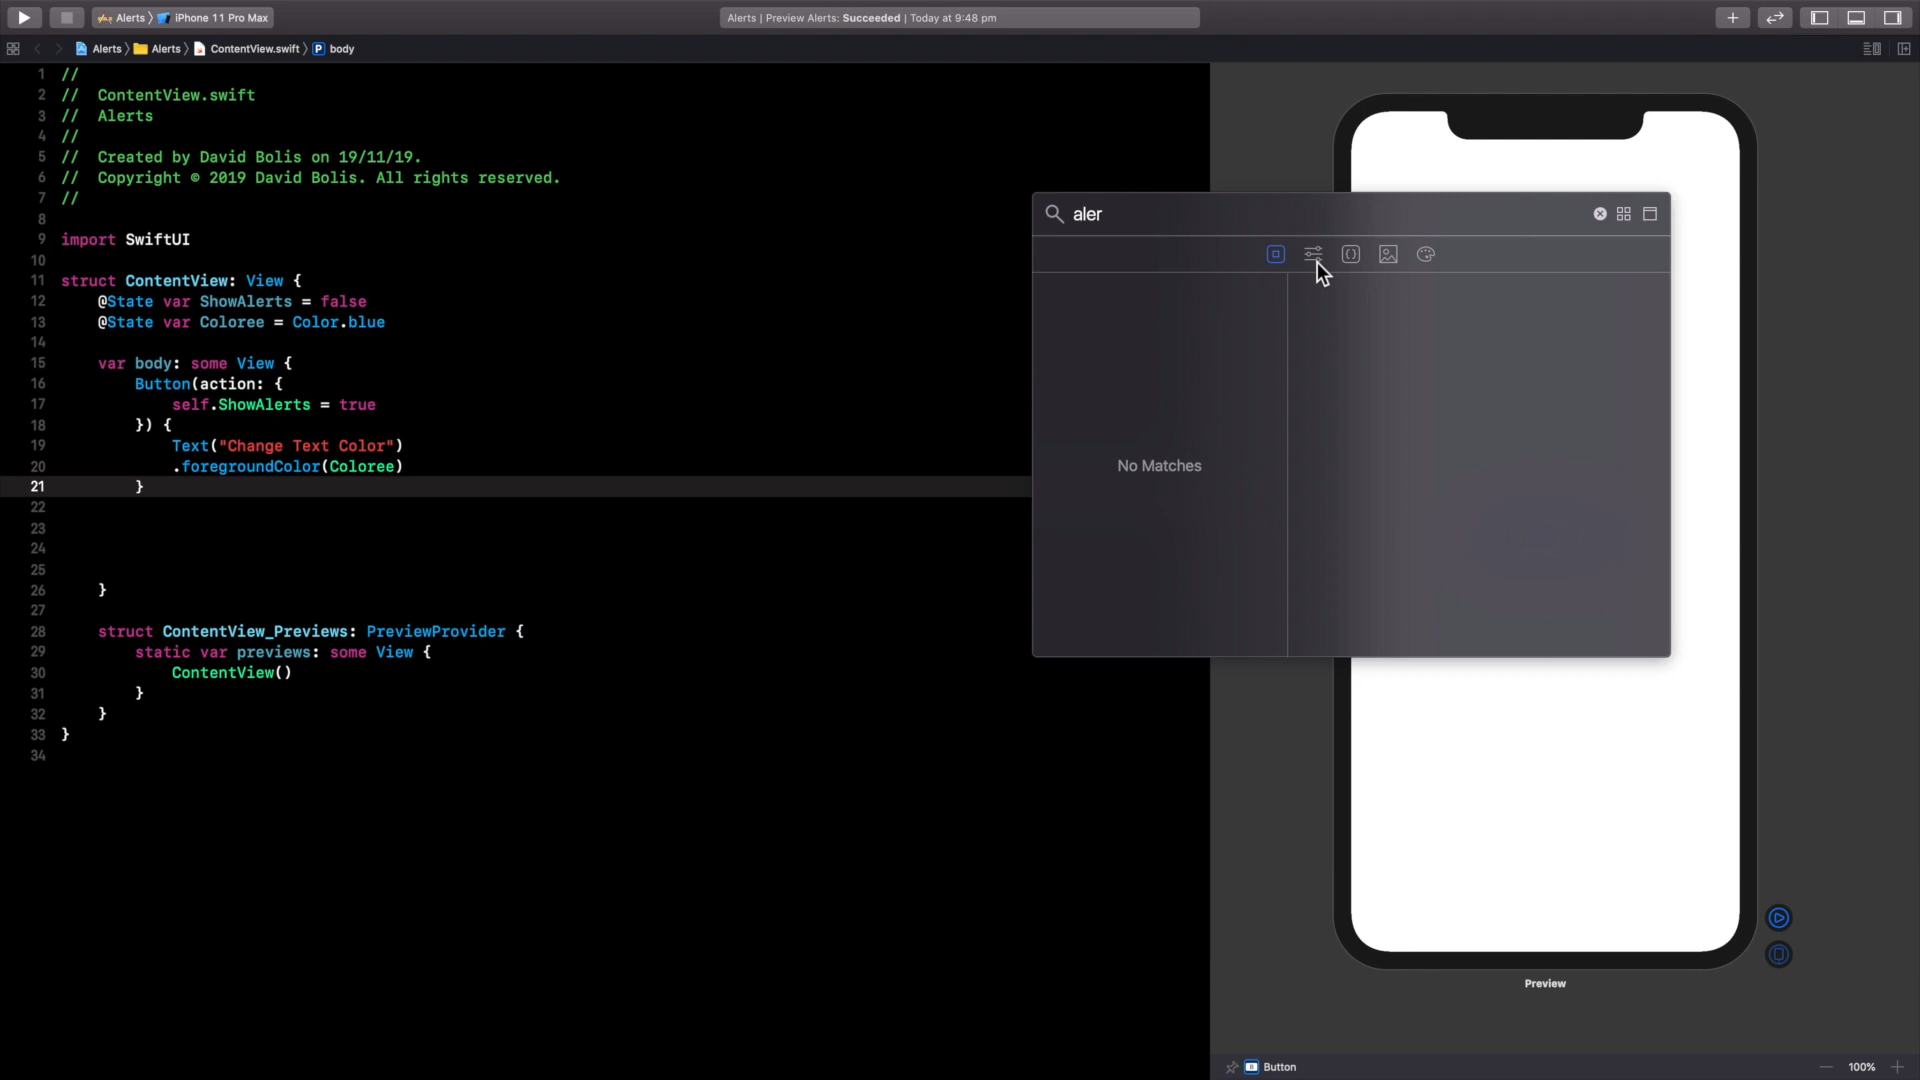 Alerts 〉 iPhone 11 Pro Max
Alerts | Preview Alerts: Succeeded | Today at 9:48 pm
Alerts 〉 Alerts 〉 ContentView.swift 〉 P body
1 //
2 //  ContentView.swift
3 //  Alerts
4 //
5 //  Created by David Bolis on 19/11/19.
6 //  Copyright © 2019 David Bolis. All rights reserved.
7 //
8
9 import SwiftUI
10
11 struct ContentView: View {
12     @State var ShowAlerts = false
13     @State var Coloree = Color.blue
14
15     var body: some View {
16         Button(action: {
17             self.ShowAlerts = true
18         }) {
19             Text("Change Text Color")
20             .foregroundColor(Coloree)
21         }
22
23
24
25
26     }
27
28     struct ContentView_Previews: PreviewProvider {
29         static var previews: some View {
30             ContentView()
31         }
32     }
33 }
34
aler
No Matches
Preview
Button
100%